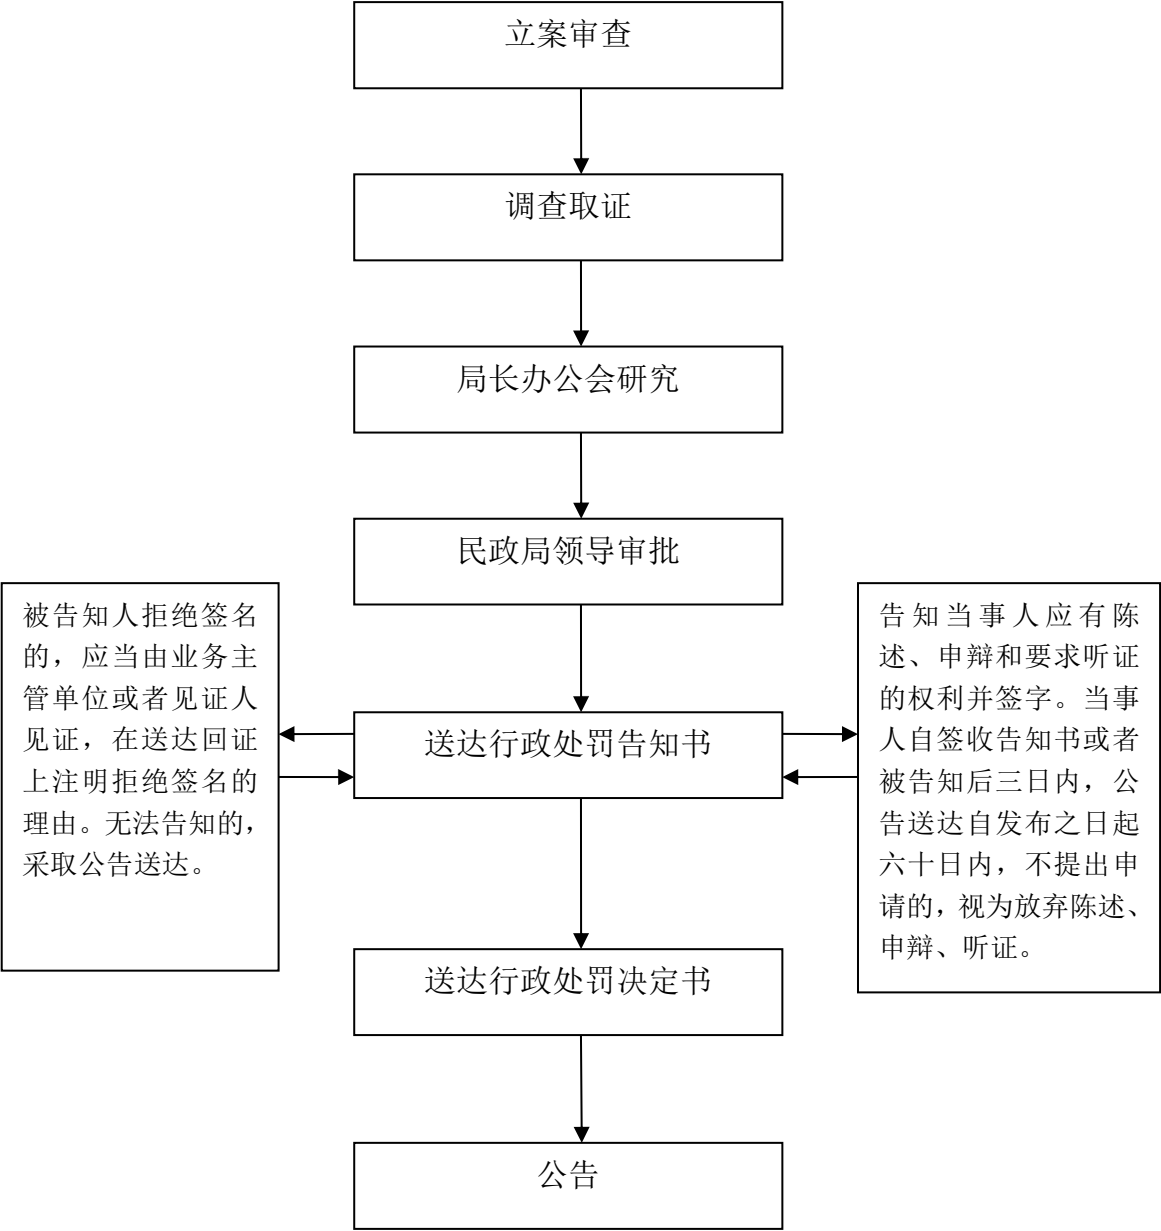 立案审查
调查取证
局长办公会研究
民政局领导审批
被告知人拒绝签名
的，应当由业务主
管单位或者见证人
见证，在送达回证
上注明拒绝签名的
理由。无法告知的，
采取公告送达。
送达行政处罚告知书
告知当事人应有陈
述、申辩和要求听证
的权利并签字。当事
人自签收告知书或者
被告知后三日内，公
告送达自发布之日起
六十日内，不提出申
请的，视为放弃陈述、
申辩、听证。
送达行政处罚决定书
公告